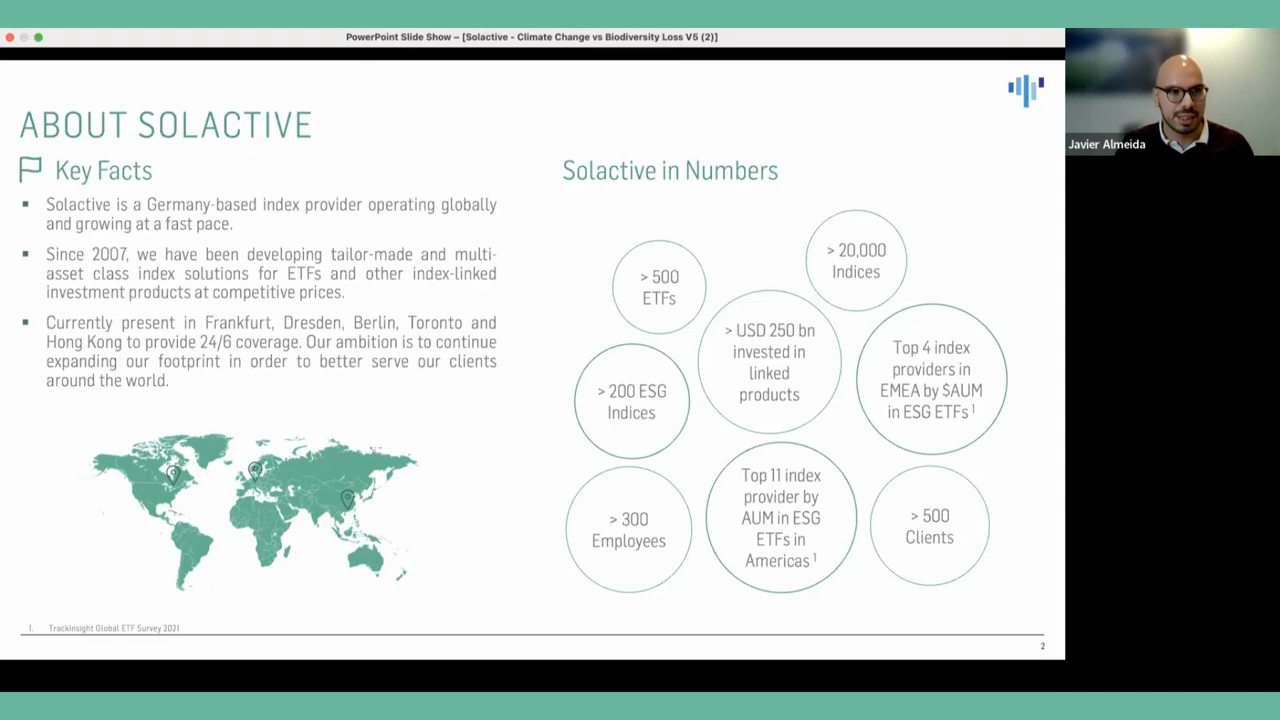 PowerPoint Slide Show – [Solactive - Climate Change vs Biodiversity Loss V5 (2)]
Javier Almeida
ABOUT SOLACTIVE
Key Facts
▪ Solactive is a Germany-based index provider operating globally
and growing at a fast pace.
▪ Since 2007, we have been developing tailor-made and multi-
asset class index solutions for ETFs and other index-linked
investment products at competitive prices.
▪ Currently present in Frankfurt, Dresden, Berlin, Toronto and
Hong Kong to provide 24/6 coverage. Our ambition is to continue
expanding our footprint in order to better serve our clients
around the world.
Solactive in Numbers
> 500
ETFs
> 20,000
Indices
> USD 250 bn
invested in
linked
products
Top 4 index
providers in
EMEA by $AUM
in ESG ETFs ¹
> 200 ESG
Indices
> 300
Employees
Top 11 index
provider by
AUM in ESG
ETFs in
Americas ¹
> 500
Clients
1. TrackInsight Global ETF Survey 2021
2